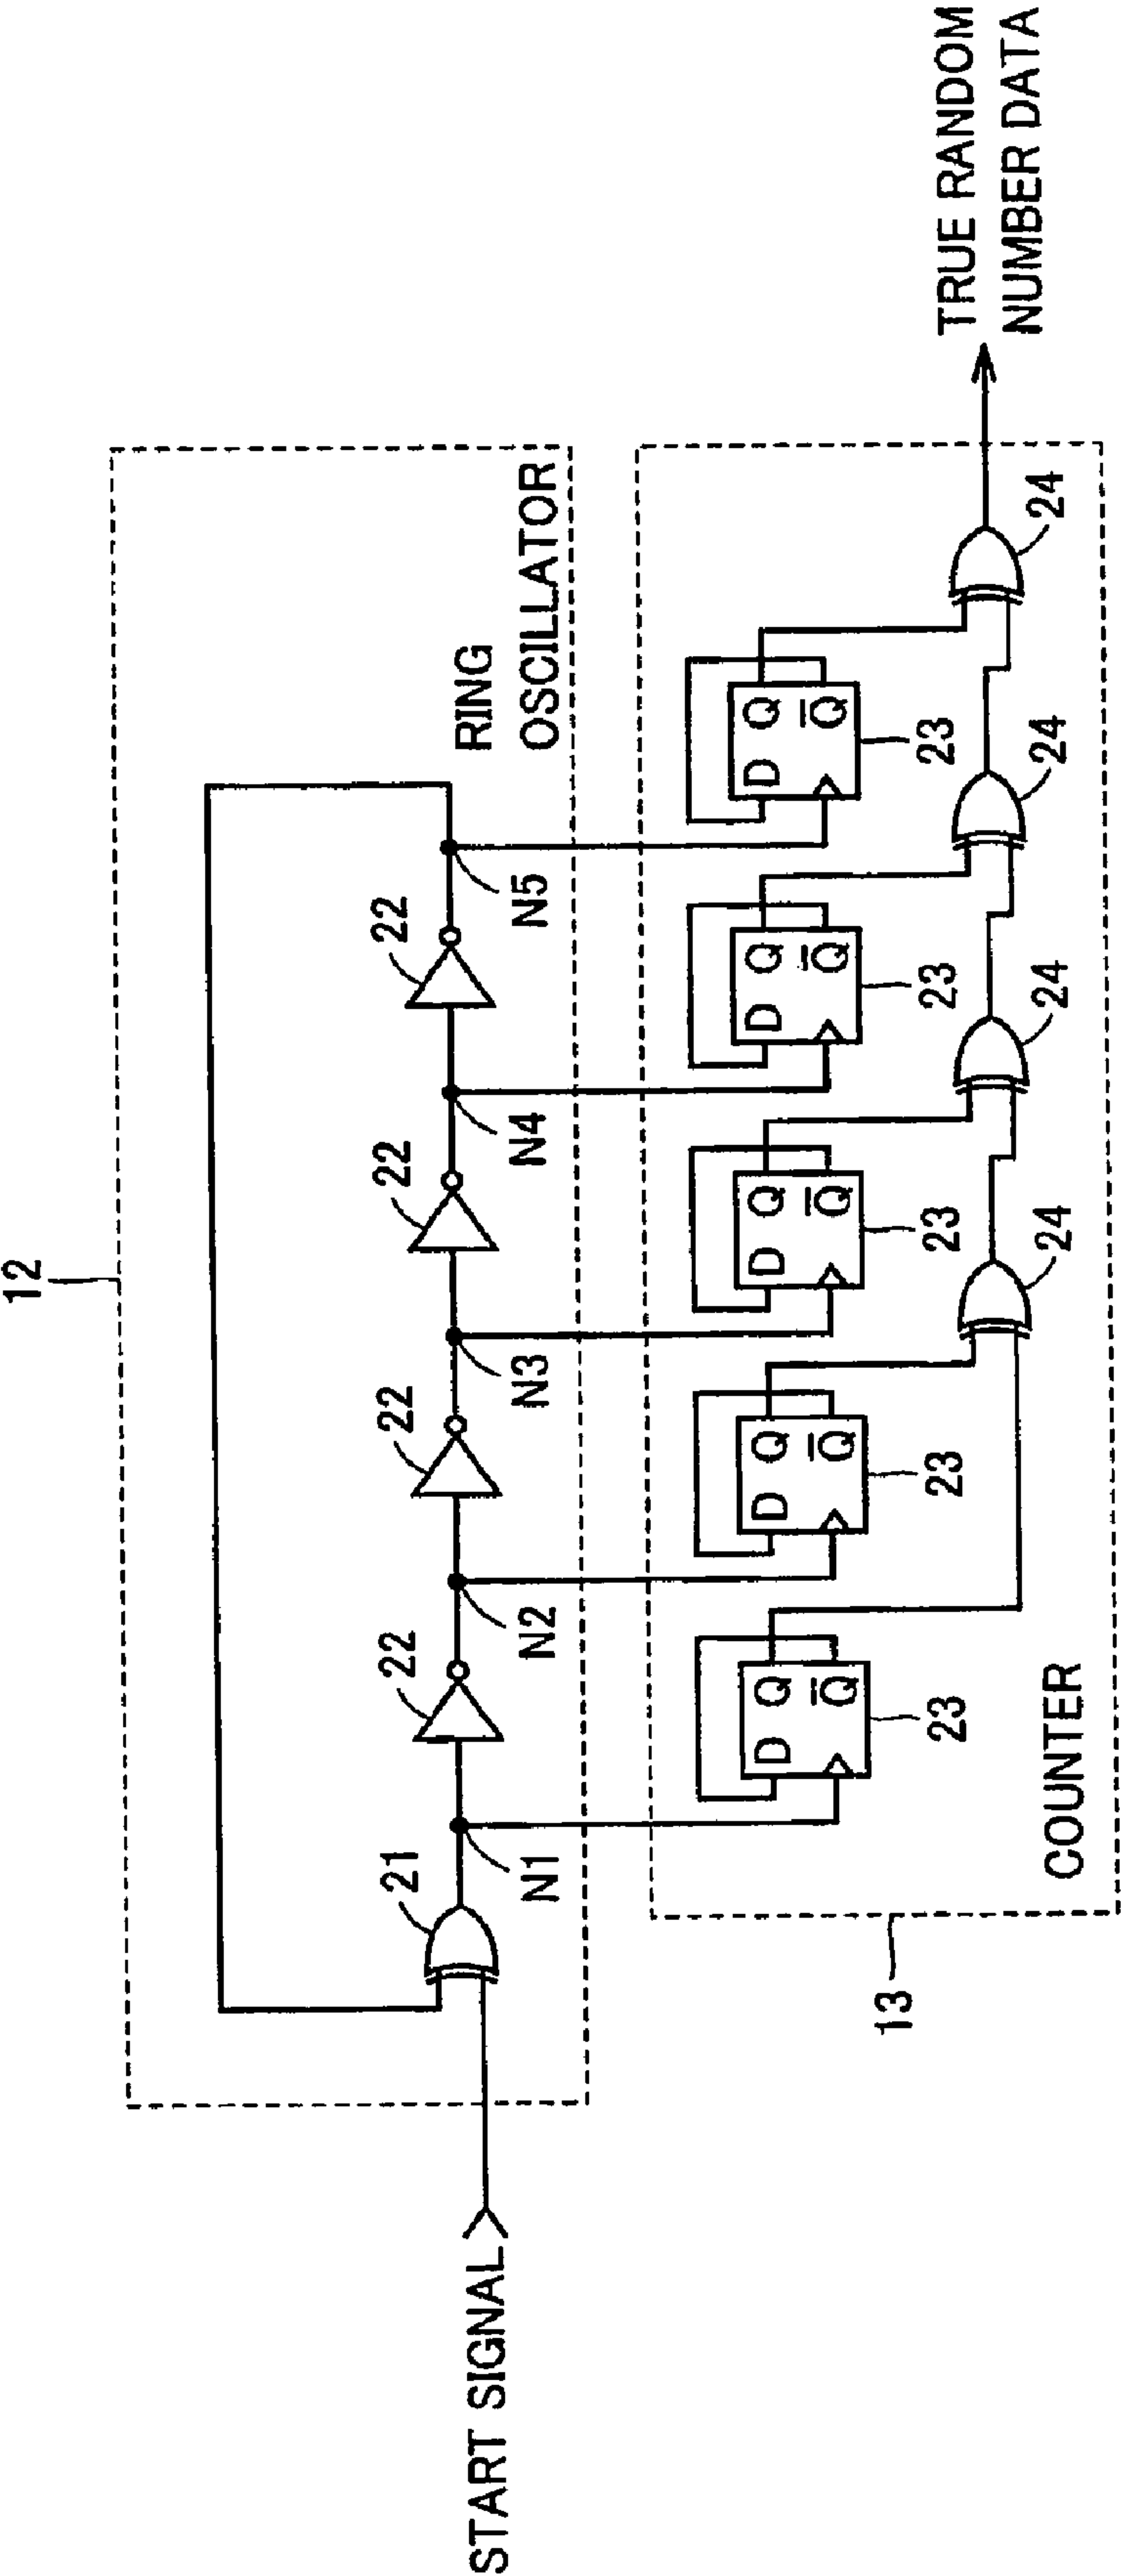 12
RING
OSCILLATOR
START SIGNAL
21
22
22
22
22
N1
N2
N3
N4
N5
D Q
Q̅
D Q
Q̅
D Q
Q̅
D Q
Q̅
D Q
Q̅
23
23
23
23
23
24
24
24
24
COUNTER
13
TRUE RANDOM
NUMBER DATA